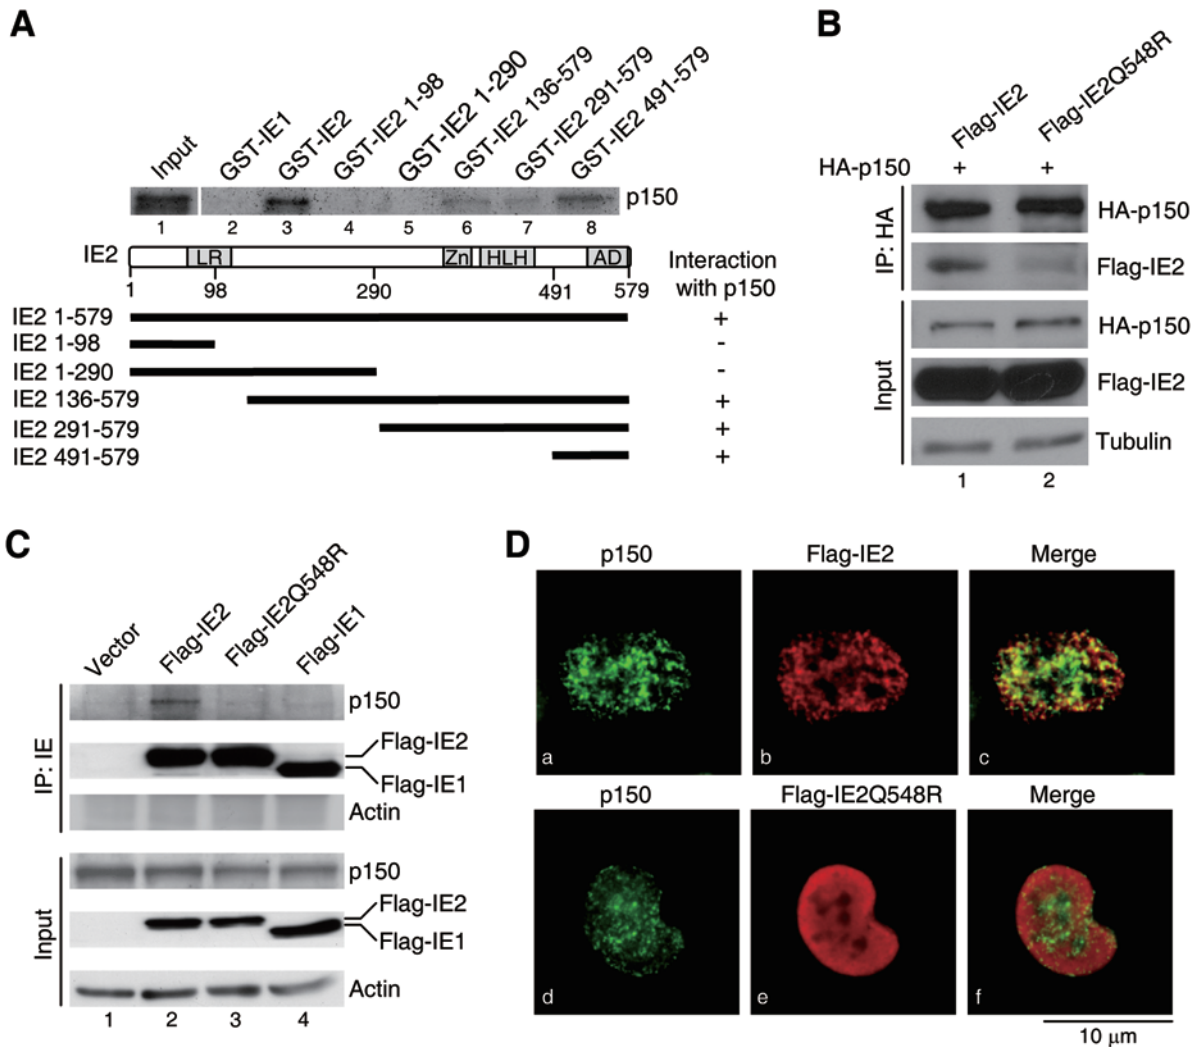 A
Input
GST-IE1
GST-IE2
GST-IE2 1-98
GST-IE2 1-290
GST-IE2 136-579
GST-IE2 291-579
GST-IE2 491-579
p150
1 2 3 4 5 6 7 8
IE2 LR Zn HLH AD
1 98 290 491 579
Interaction
with p150
IE2 1-579 +
IE2 1-98 -
IE2 1-290 -
IE2 136-579 +
IE2 291-579 +
IE2 491-579 +
B
Flag-IE2
Flag-IE2Q548R
HA-p150 + +
IP: HA
HA-p150
Flag-IE2
Input
HA-p150
Flag-IE2
Tubulin
1 2
C
Vector
Flag-IE2
Flag-IE2Q548R
Flag-IE1
IP: IE
p150
Flag-IE2
Flag-IE1
Actin
Input
p150
Flag-IE2
Flag-IE1
Actin
1 2 3 4
D
p150 Flag-IE2 Merge
a b c
p150 Flag-IE2Q548R Merge
d e f
10 μm